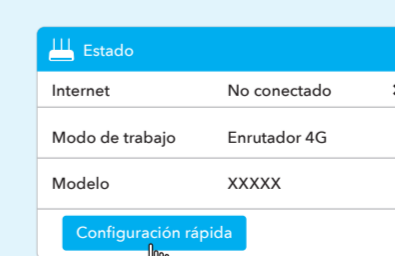 Estado
Internet No conectado
Modo de trabajo Enrutador 4G
Modelo XXXXX
Configuración rápida